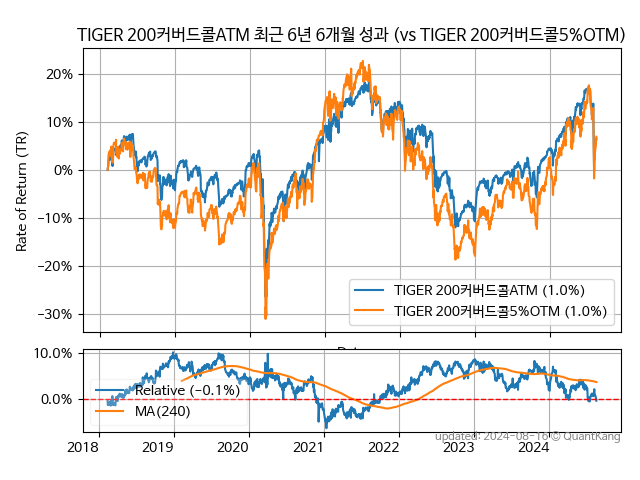 TIGER 200커버드콜ATM 최근 6년 6개월 성과 (vs TIGER 200커버드콜5%OTM)
Rate of Return (TR)
20%
10%
0%
−10%
−20%
−30%
TIGER 200커버드콜ATM (1.0%)
TIGER 200커버드콜5%OTM (1.0%)
10.0%
0.0%
Relative (−0.1%)
MA(240)
2018 2019 2020 2021 2022 2023 2024
updated: 2024-08-16 © QuantKang